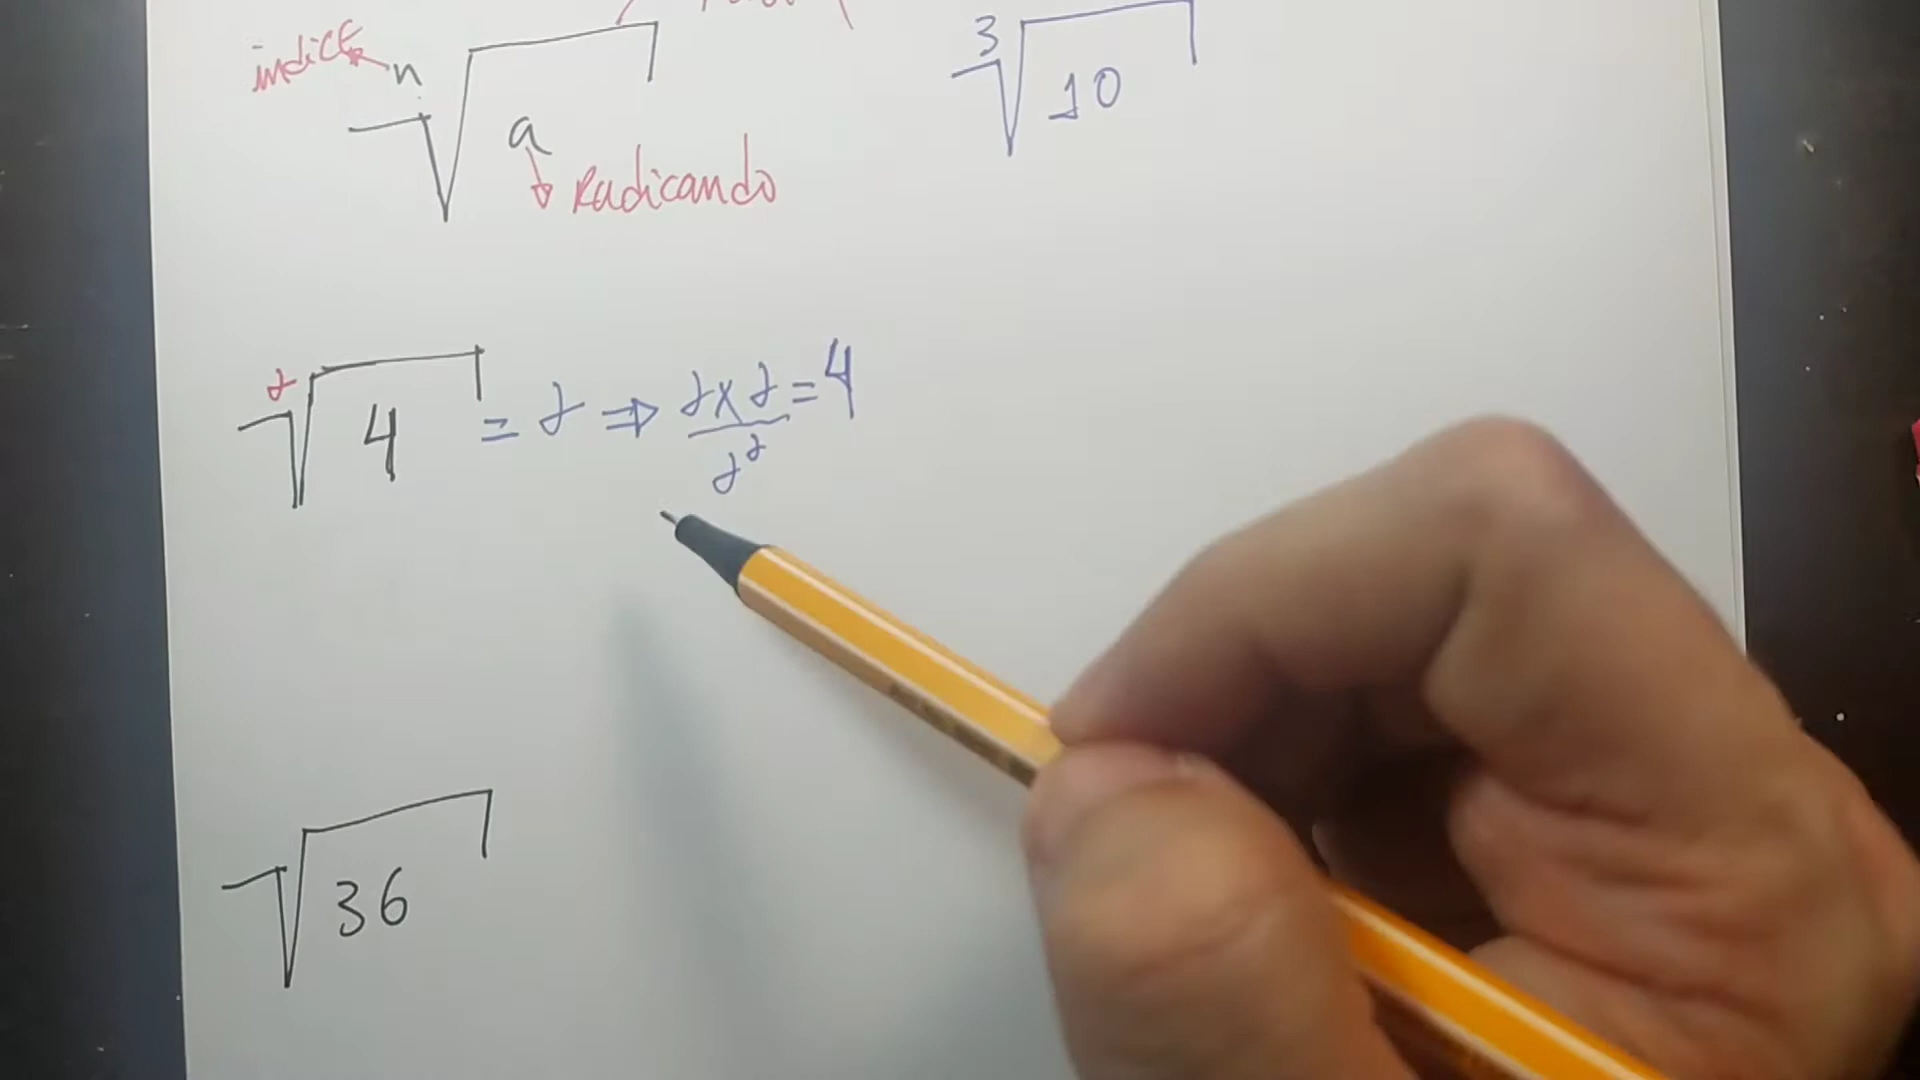 indice n √a
Radicando
3√10
2√4 = 2 ⇒ 2x2 = 4
2²
√36